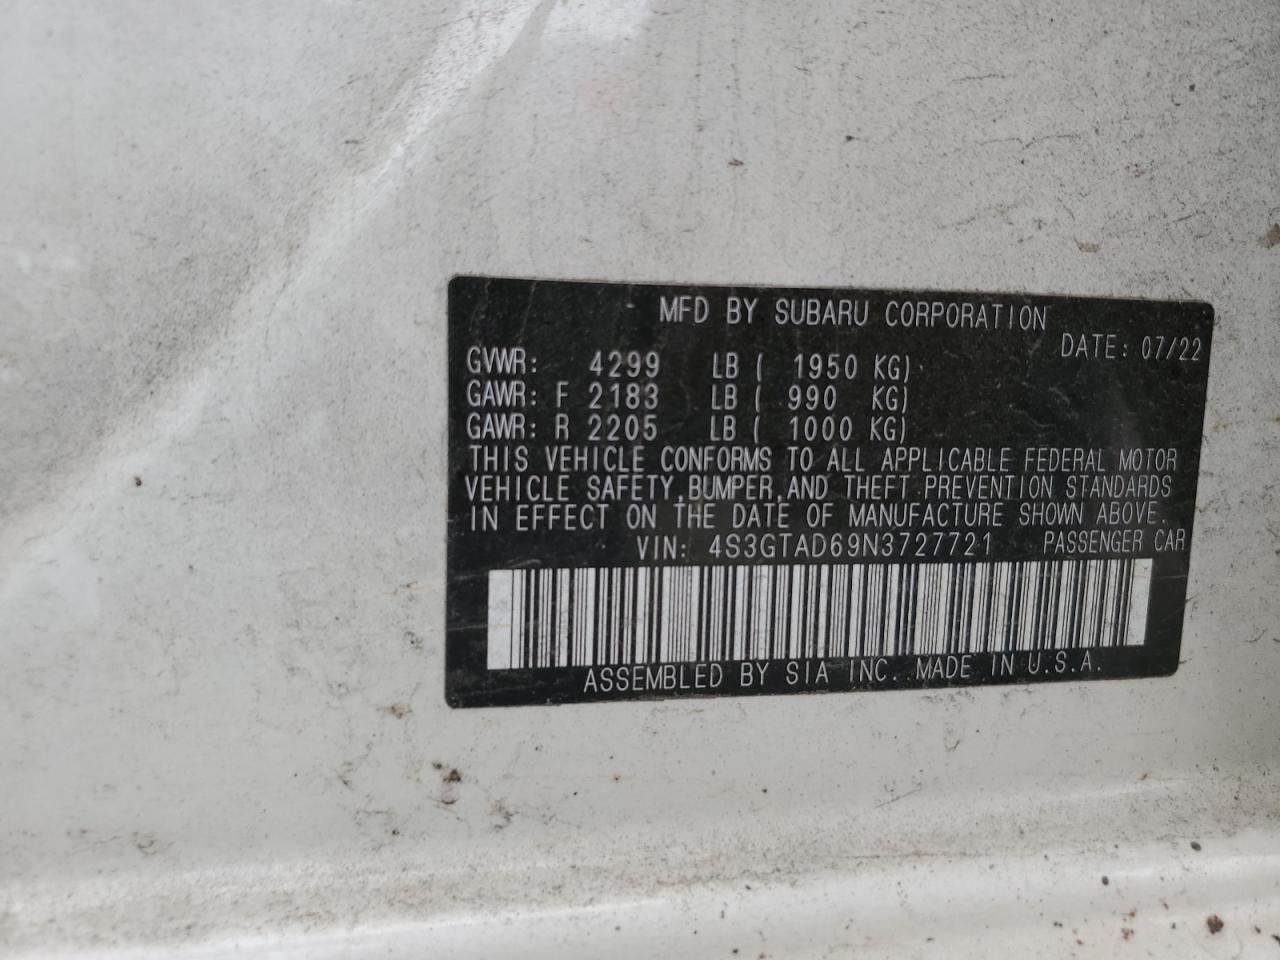 MFD BY SUBARU CORPORATION
DATE: 07/22
GVWR: 4299 LB ( 1950 KG)
GAWR: F 2183 LB ( 990 KG)
GAWR: R 2205 LB ( 1000 KG)
THIS VEHICLE CONFORMS TO ALL APPLICABLE FEDERAL MOTOR
VEHICLE SAFETY,BUMPER,AND THEFT PREVENTION STANDARDS
IN EFFECT ON THE DATE OF MANUFACTURE SHOWN ABOVE.
VIN: 4S3GTAD69N3727721 PASSENGER CAR
ASSEMBLED BY SIA INC. MADE IN U.S.A.